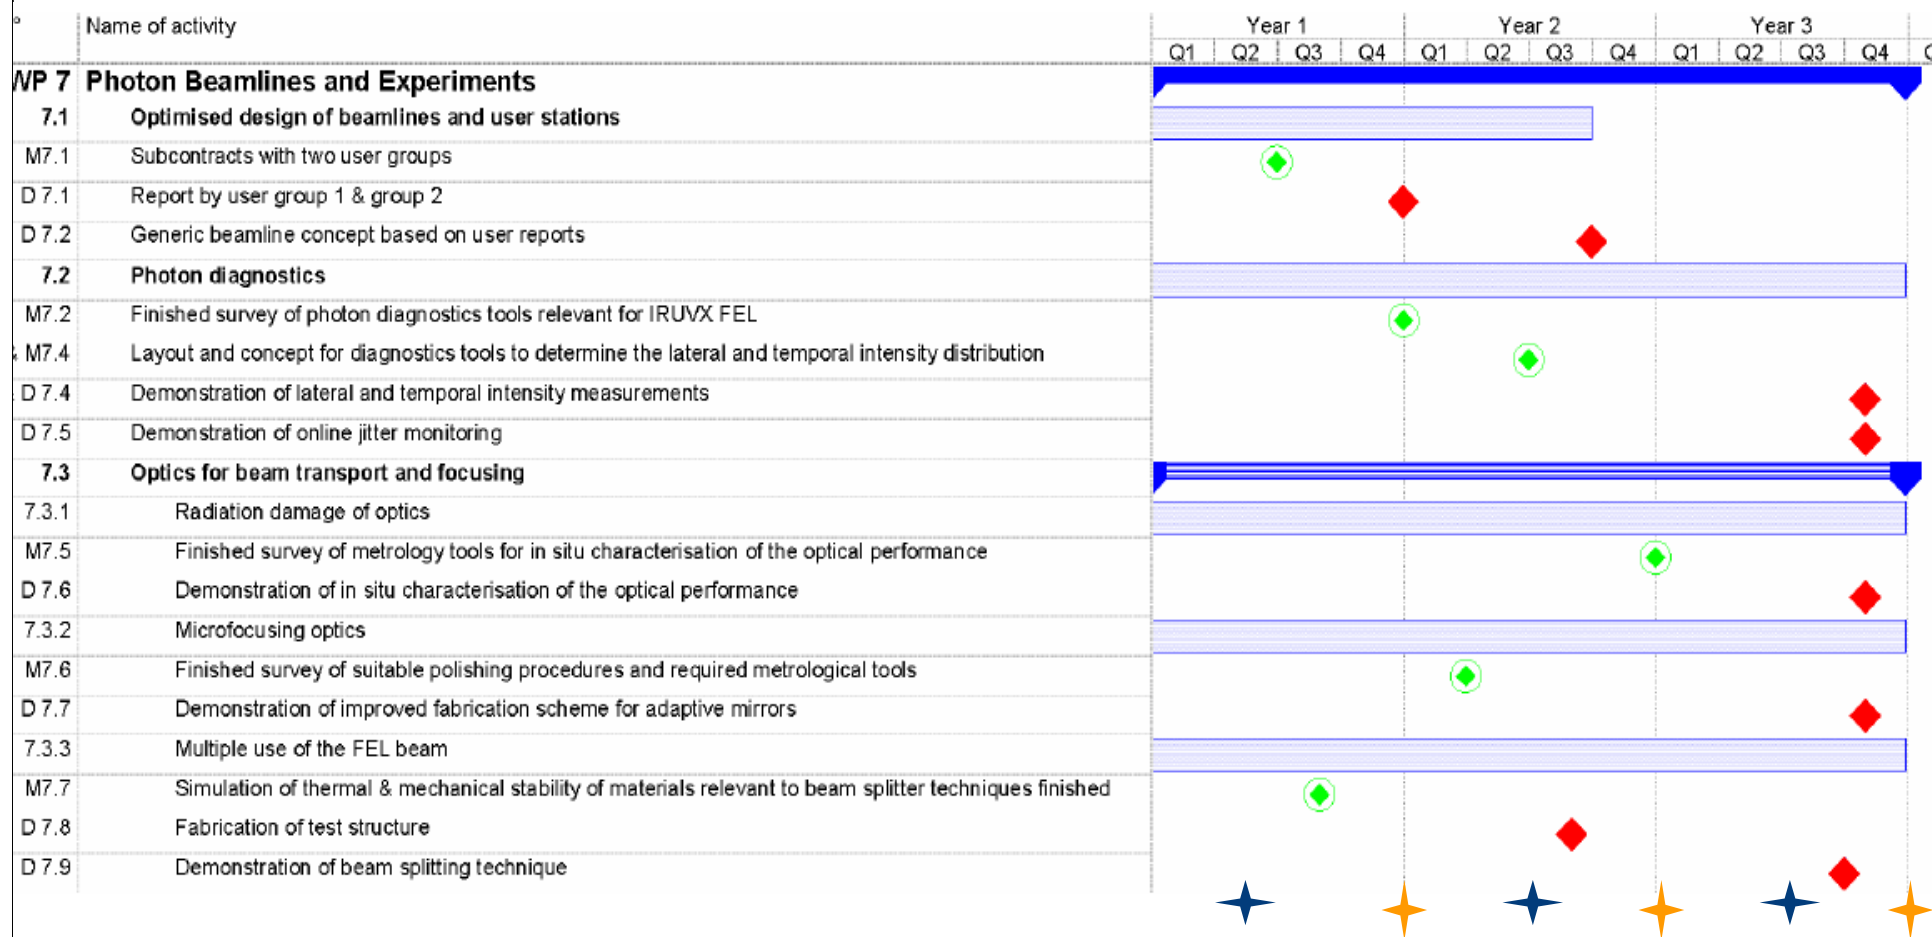 ° Name of activity Year 1 Year 2 Year 3
Q1 Q2 Q3 Q4 Q1 Q2 Q3 Q4 Q1 Q2 Q3 Q4
WP 7 Photon Beamlines and Experiments
7.1 Optimised design of beamlines and user stations
M7.1 Subcontracts with two user groups
D 7.1 Report by user group 1 & group 2
D 7.2 Generic beamline concept based on user reports
7.2 Photon diagnostics
M7.2 Finished survey of photon diagnostics tools relevant for IRUVX FEL
M7.4 Layout and concept for diagnostics tools to determine the lateral and temporal intensity distribution
D 7.4 Demonstration of lateral and temporal intensity measurements
D 7.5 Demonstration of online jitter monitoring
7.3 Optics for beam transport and focusing
7.3.1 Radiation damage of optics
M7.5 Finished survey of metrology tools for in situ characterisation of the optical performance
D 7.6 Demonstration of in situ characterisation of the optical performance
7.3.2 Microfocusing optics
M7.6 Finished survey of suitable polishing procedures and required metrological tools
D 7.7 Demonstration of improved fabrication scheme for adaptive mirrors
7.3.3 Multiple use of the FEL beam
M7.7 Simulation of thermal & mechanical stability of materials relevant to beam splitter techniques finished
D 7.8 Fabrication of test structure
D 7.9 Demonstration of beam splitting technique